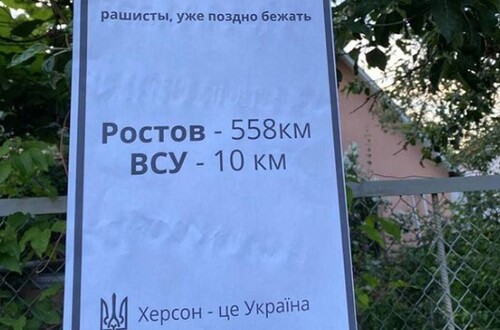 рашисты, уже поздно бежать
Ростов - 558км
ВСУ - 10 км
Херсон - це Україна